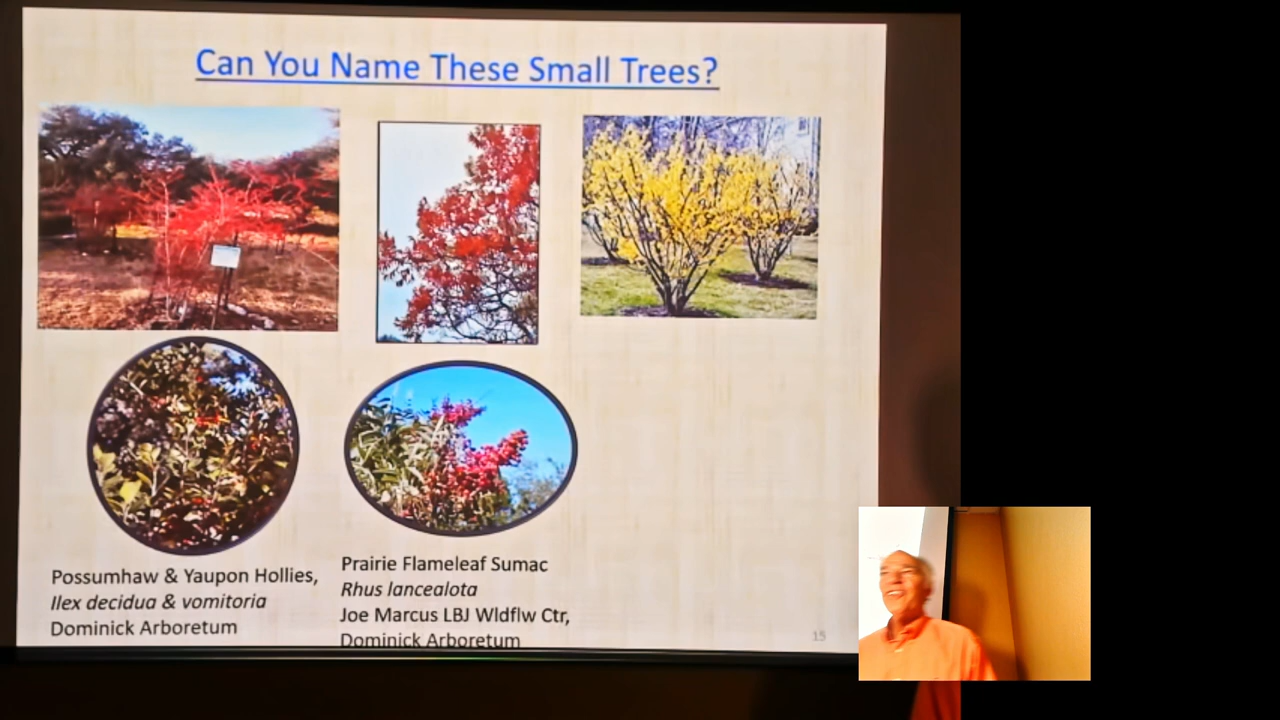 Can You Name These Small Trees?
Possumhaw & Yaupon Hollies,
Ilex decidua & vomitoria
Dominick Arboretum
Prairie Flameleaf Sumac
Rhus lancealota
Joe Marcus LBJ Wldflw Ctr,
Dominick Arboretum
15